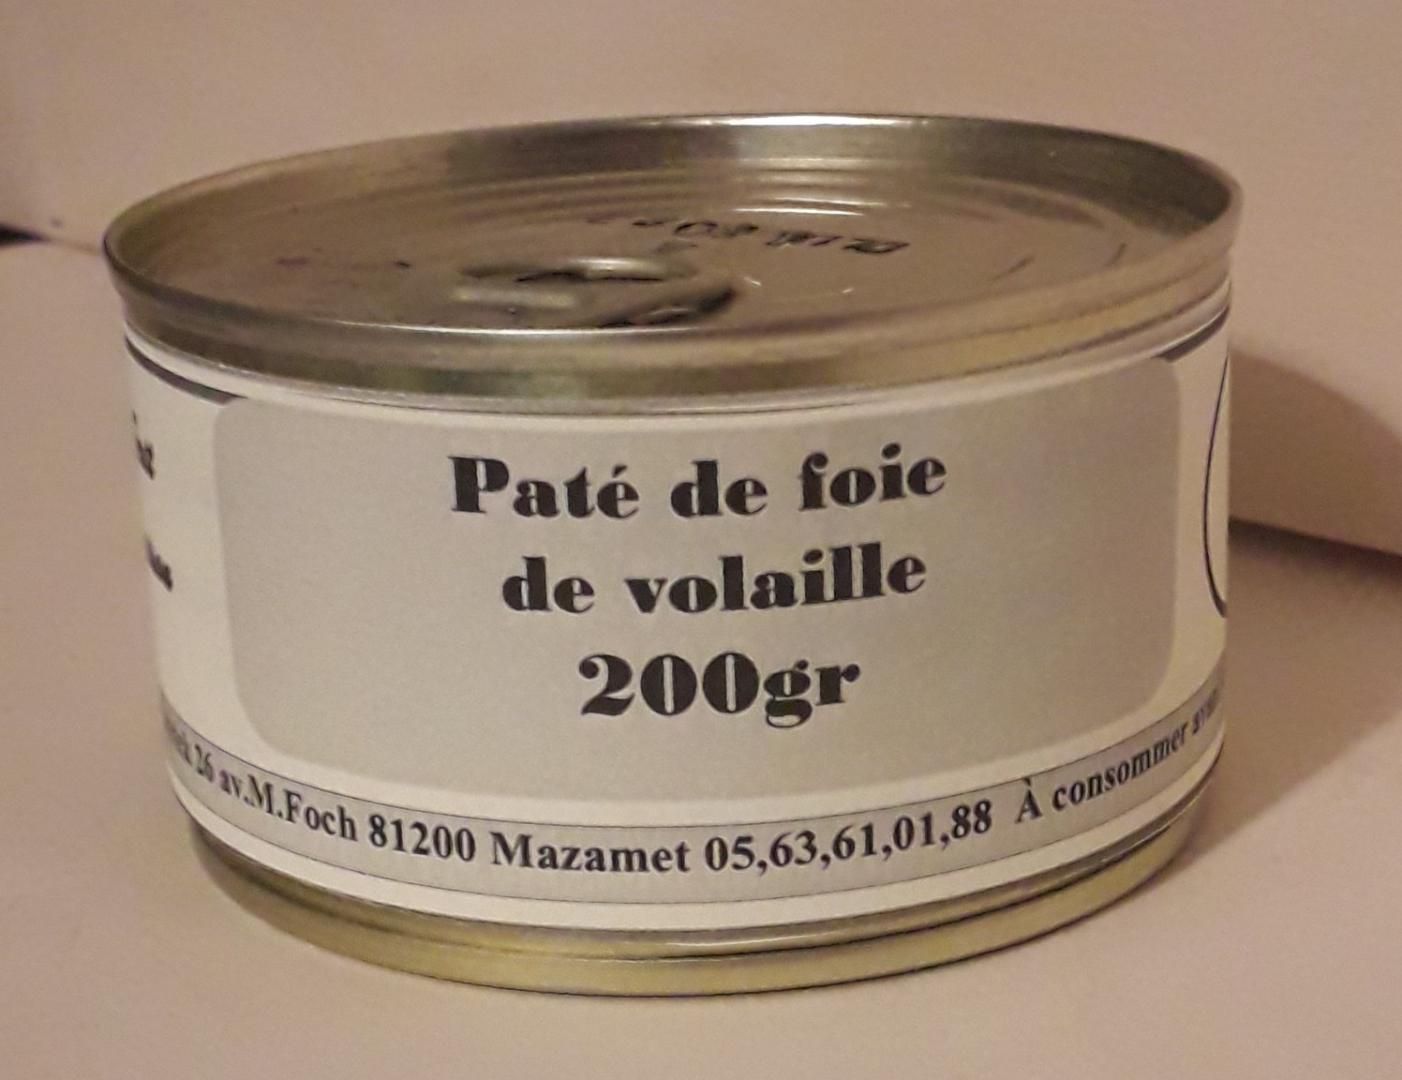 Paté de foie
de volaille
200gr
26 av.M.Foch 81200 Mazamet 05,63,61,01,88 À consommer